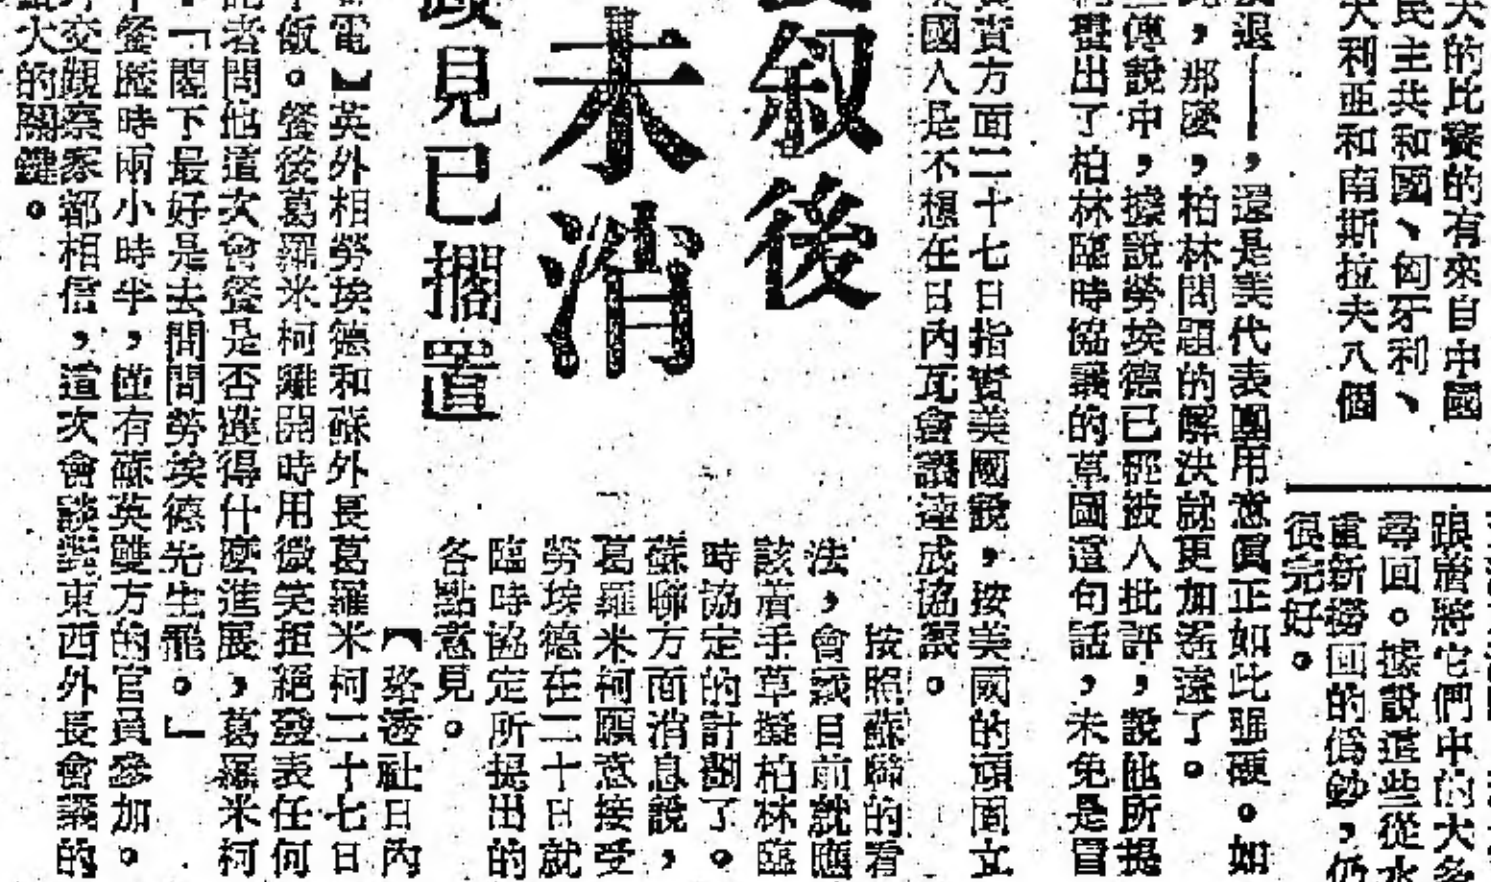 大的比賽的有來自中國
民主共和國、匈牙利、
大利亞和南斯拉夫八個
跟着將它們中的大多
尋回。據說這些從水
重新撈回的僞鈔，仍
很完好。
退——，還是美代表團用意眞正如此强硬。如
，那麽，柏林問題的解決就更加遙遠了。
傳說中，據說勞埃德已經被人批評，說他所提
出了柏林臨時協議的草圖這句話，未免是冒
責方面二十七日指責美國說，按美國的頑固立
國人是不想在日內瓦會議達成協議。
叙後
未消
見已擱置
按照蘇聯的看
法，會議目前就應
該着手草擬柏林臨
時協定的計劃了。
蘇聯方面消息說，
葛羅米柯願意接受
勞埃德在二十日就
臨時協定所提出的
各點意見。
【路透社日內
電】英外相勞埃德和蘇外長葛羅米柯二十七日
飯。餐後葛羅米柯離開時用微笑拒絕發表任何
記者問他這次會餐是否獲得什麽進展，葛羅米柯
「閣下最好是去問問勞埃德先生罷。」
餐歷時兩小時半，僅有蘇英雙方的官員參加。
交觀察家都相信，這次會談對東西外長會議的
大的關鍵。